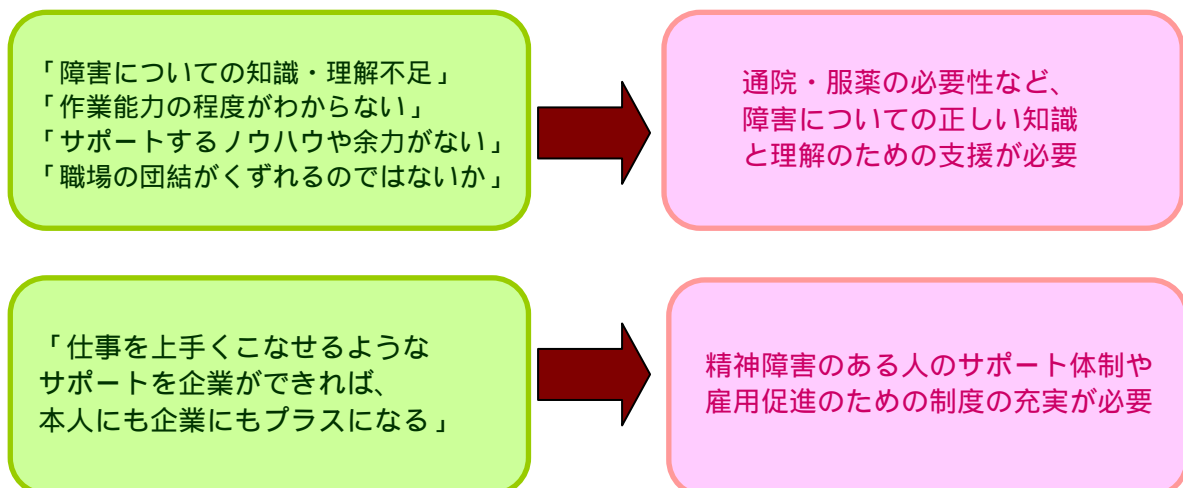 「障害についての知識・理解不足」
「作業能力の程度がわからない」
「サポートするノウハウや余力がない」
「職場の団結がくずれるのではないか」
通院・服薬の必要性など、
障害についての正しい知識
と理解のための支援が必要
「仕事を上手くこなせるような
サポートを企業ができれば、
本人にも企業にもプラスになる」
精神障害のある人のサポート体制や
雇用促進のための制度の充実が必要